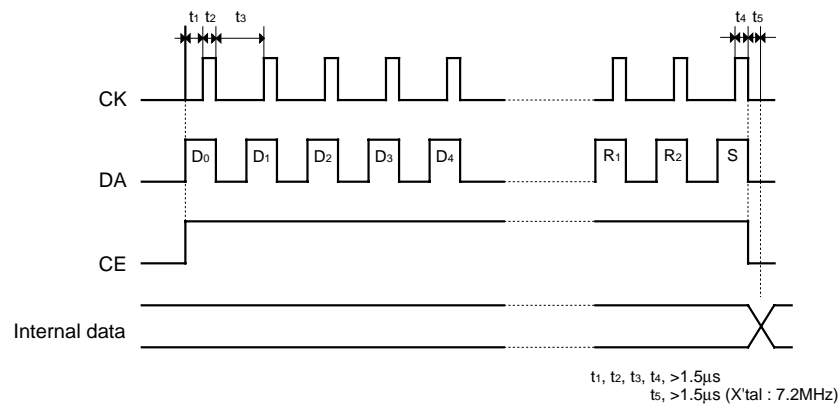 t₁ t₂ t₃ t₄ t₅
CK
DA D₀ D₁ D₂ D₃ D₄ R₁ R₂ S
CE
Internal data
t₁, t₂, t₃, t₄, >1.5μs
t₅, >1.5μs (X'tal : 7.2MHz)